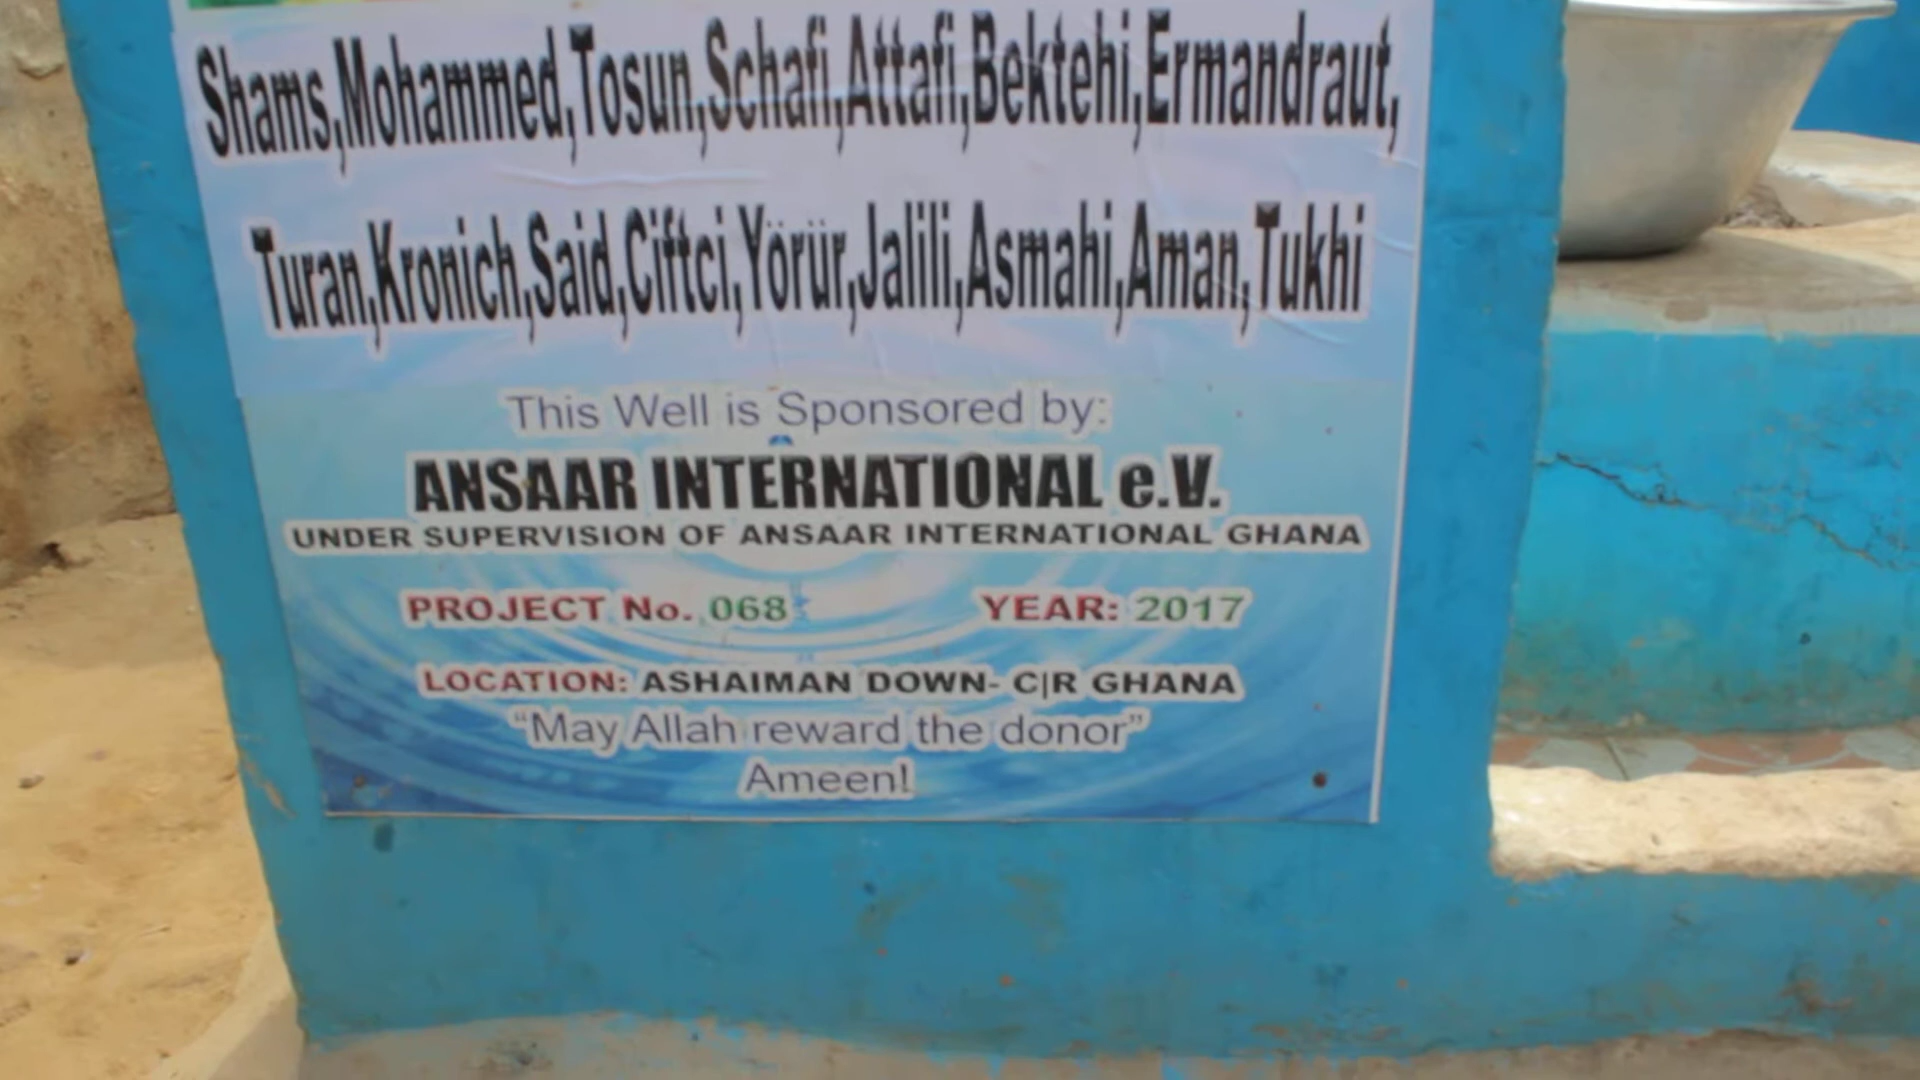 Shams,Mohammed,Tosun,Schafi,Attafi,Bektehi,Ermandraut,
Turan,Kronich,Said,Ciftci,Yörür,Jalili,Asmahi,Aman,Tukhi
This Well is Sponsored by:
ANSAAR INTERNATIONAL e.V.
UNDER SUPERVISION OF ANSAAR INTERNATIONAL GHANA
PROJECT No. 068 YEAR: 2017
LOCATION: ASHAIMAN DOWN- C|R GHANA
“May Allah reward the donor”
Ameen!